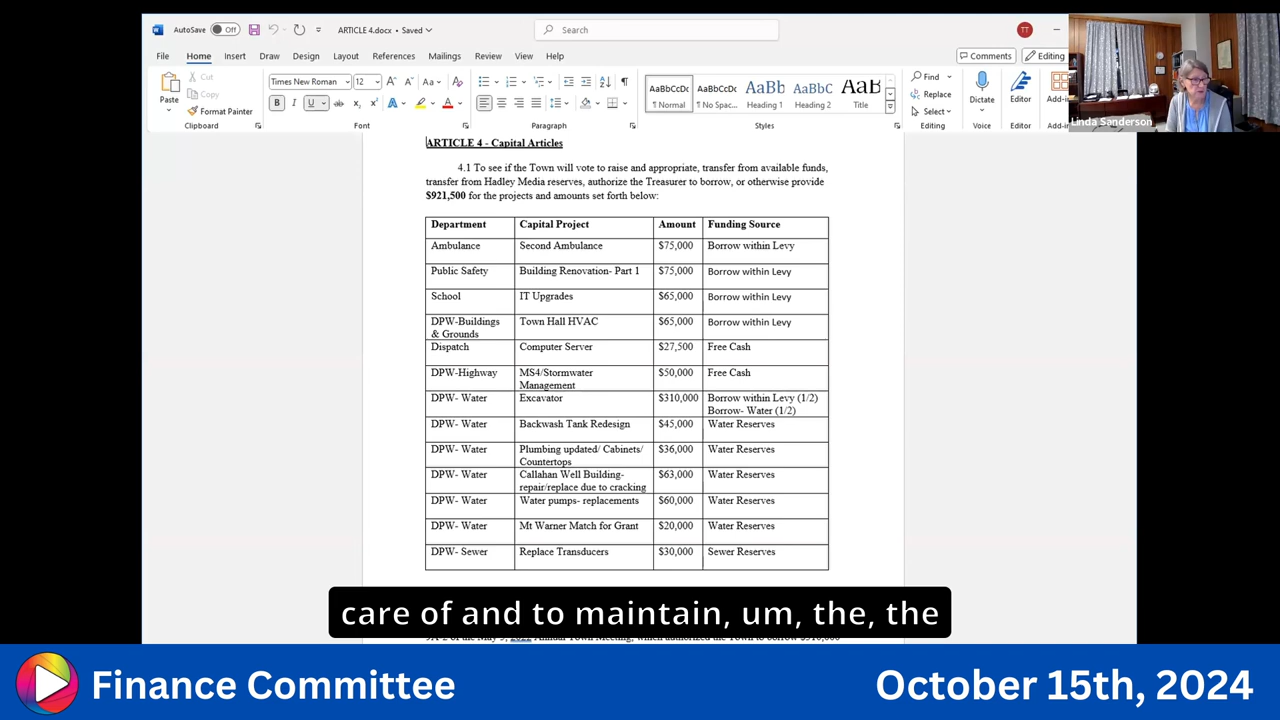 AutoSave Off ARTICLE 4.docx • Saved Search TT
File Home Insert Draw Design Layout References Mailings Review View Help Comments Editing
Paste Cut Copy Format Painter Clipboard
Times New Roman 12 Font
Paragraph
AaBbCcDc ¶ Normal AaBbCcDc ¶ No Spac... AaBb Heading 1 AaBbC Heading 2 AaB Title Styles
Find Replace Select Editing
Dictate Voice Editor Editor Add-in Add-in
Linda Sanderson
ARTICLE 4 - Capital Articles
4.1 To see if the Town will vote to raise and appropriate, transfer from available funds,
transfer from Hadley Media reserves, authorize the Treasurer to borrow, or otherwise provide
$921,500 for the projects and amounts set forth below:
Department Capital Project Amount Funding Source
Ambulance Second Ambulance $75,000 Borrow within Levy
Public Safety Building Renovation- Part 1 $75,000 Borrow within Levy
School IT Upgrades $65,000 Borrow within Levy
DPW-Buildings Town Hall HVAC $65,000 Borrow within Levy
& Grounds
Dispatch Computer Server $27,500 Free Cash
DPW-Highway MS4/Stormwater $50,000 Free Cash
Management
DPW- Water Excavator $310,000 Borrow within Levy (1/2)
Borrow- Water (1/2)
DPW- Water Backwash Tank Redesign $45,000 Water Reserves
DPW- Water Plumbing updated/ Cabinets/ $36,000 Water Reserves
Countertops
DPW- Water Callahan Well Building- $63,000 Water Reserves
repair/replace due to cracking
DPW- Water Water pumps- replacements $60,000 Water Reserves
DPW- Water Mt Warner Match for Grant $20,000 Water Reserves
DPW- Sewer Replace Transducers $30,000 Sewer Reserves
care of and to maintain, um, the, the
Finance Committee October 15th, 2024